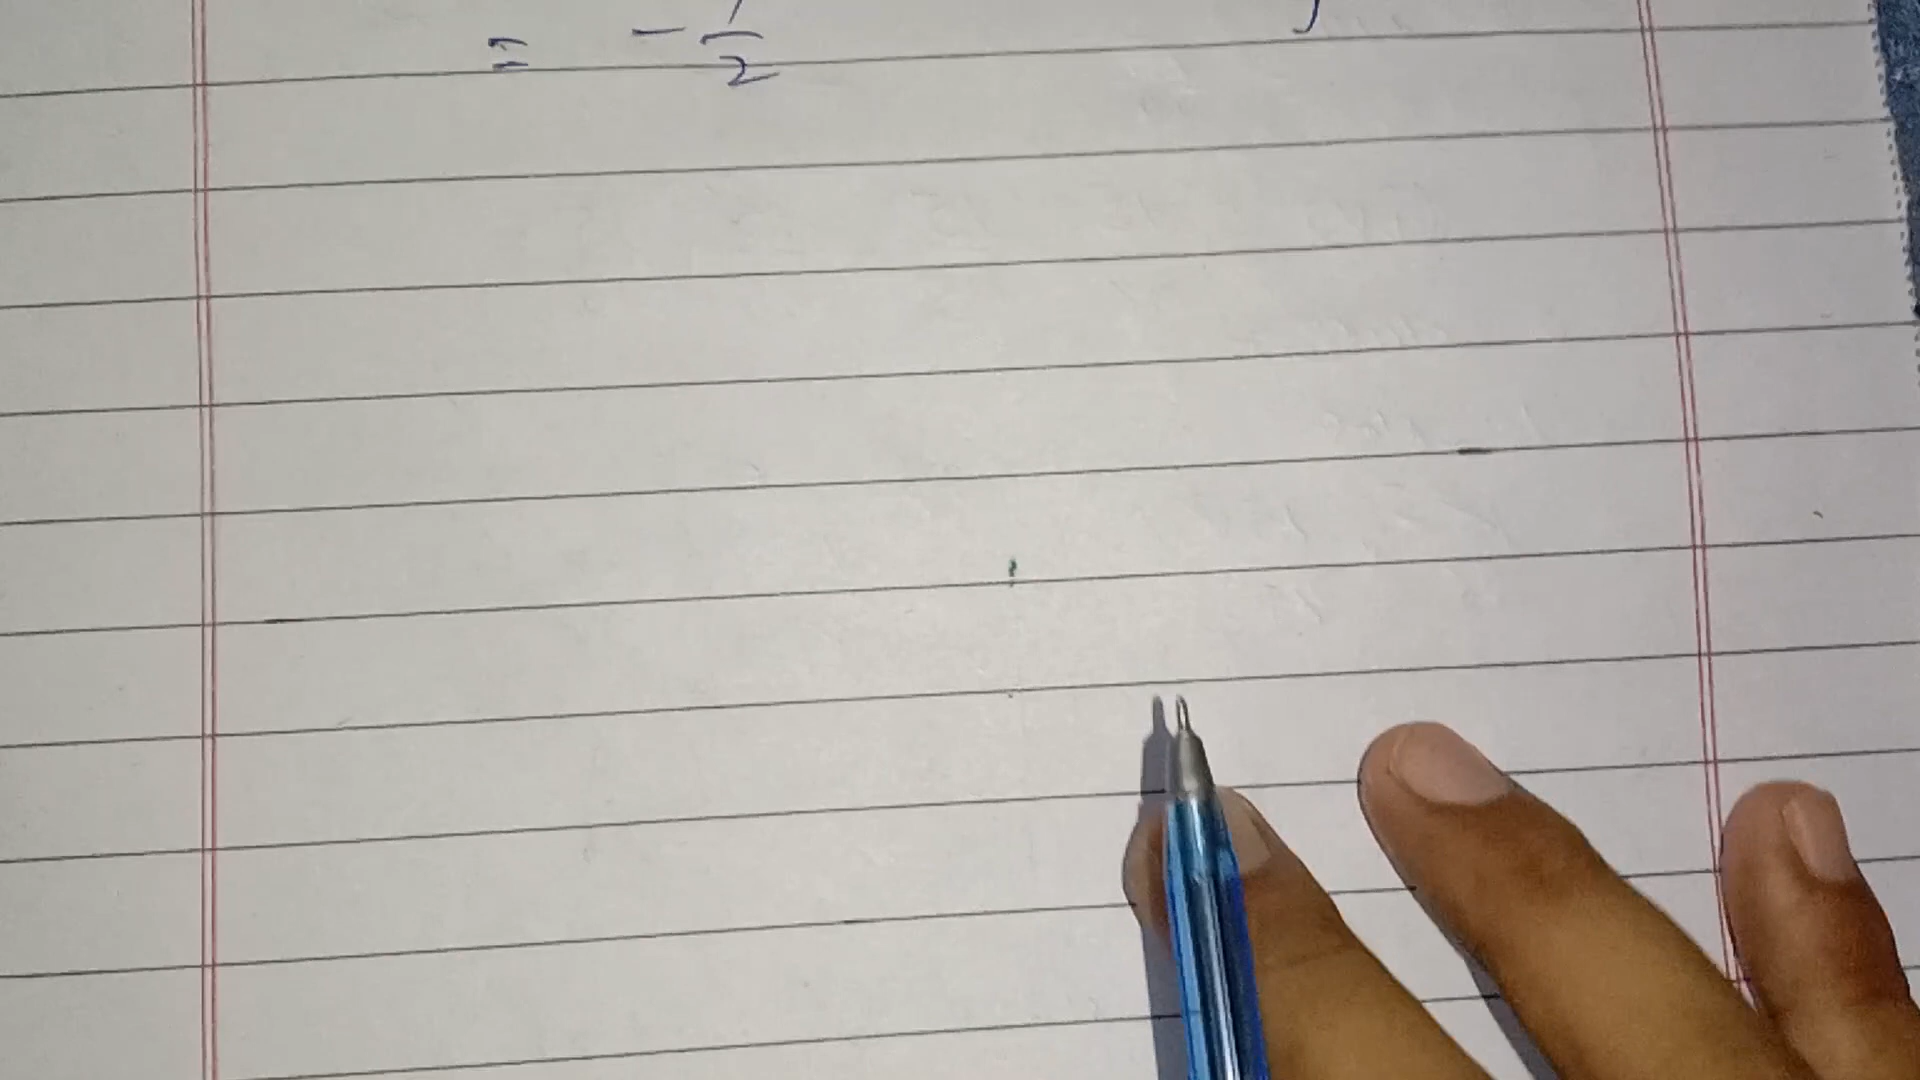 = - 1/2